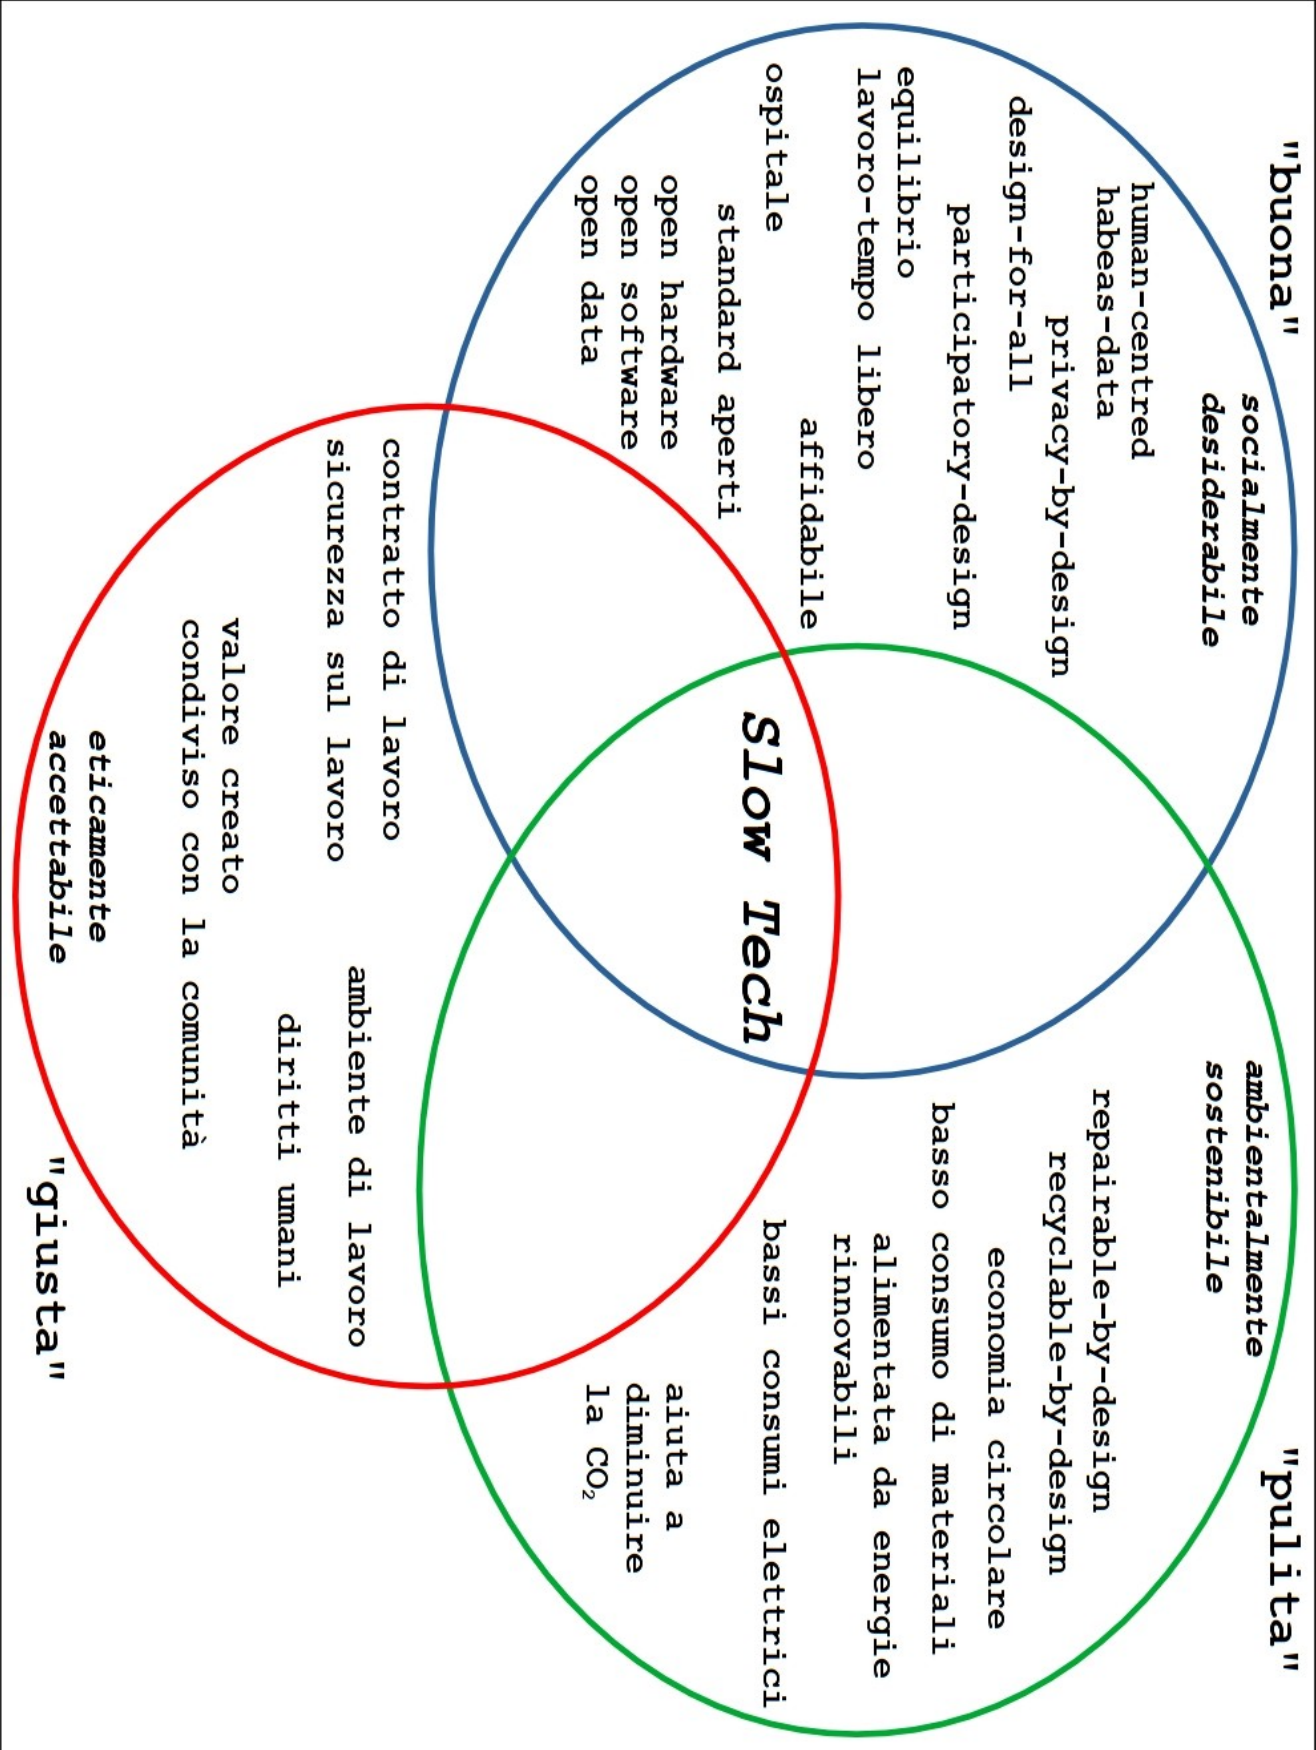 "buona"
socialmente
desiderabile
human-centred
habeas-data
privacy-by-design
design-for-all
participatory-design
equilibrio
lavoro-tempo libero
affidabile
ospitale
standard aperti
open hardware
open software
open data
"pulita"
ambientalmente
sostenibile
repairable-by-design
recyclable-by-design
economia circolare
basso consumo di materiali
alimentata da energie
rinnovabili
bassi consumi elettrici
aiuta a
diminuire
la CO₂
Slow Tech
contratto di lavoro
sicurezza sul lavoro
ambiente di lavoro
diritti umani
valore creato
condiviso con la comunità
eticamente
accettabile
"giusta"